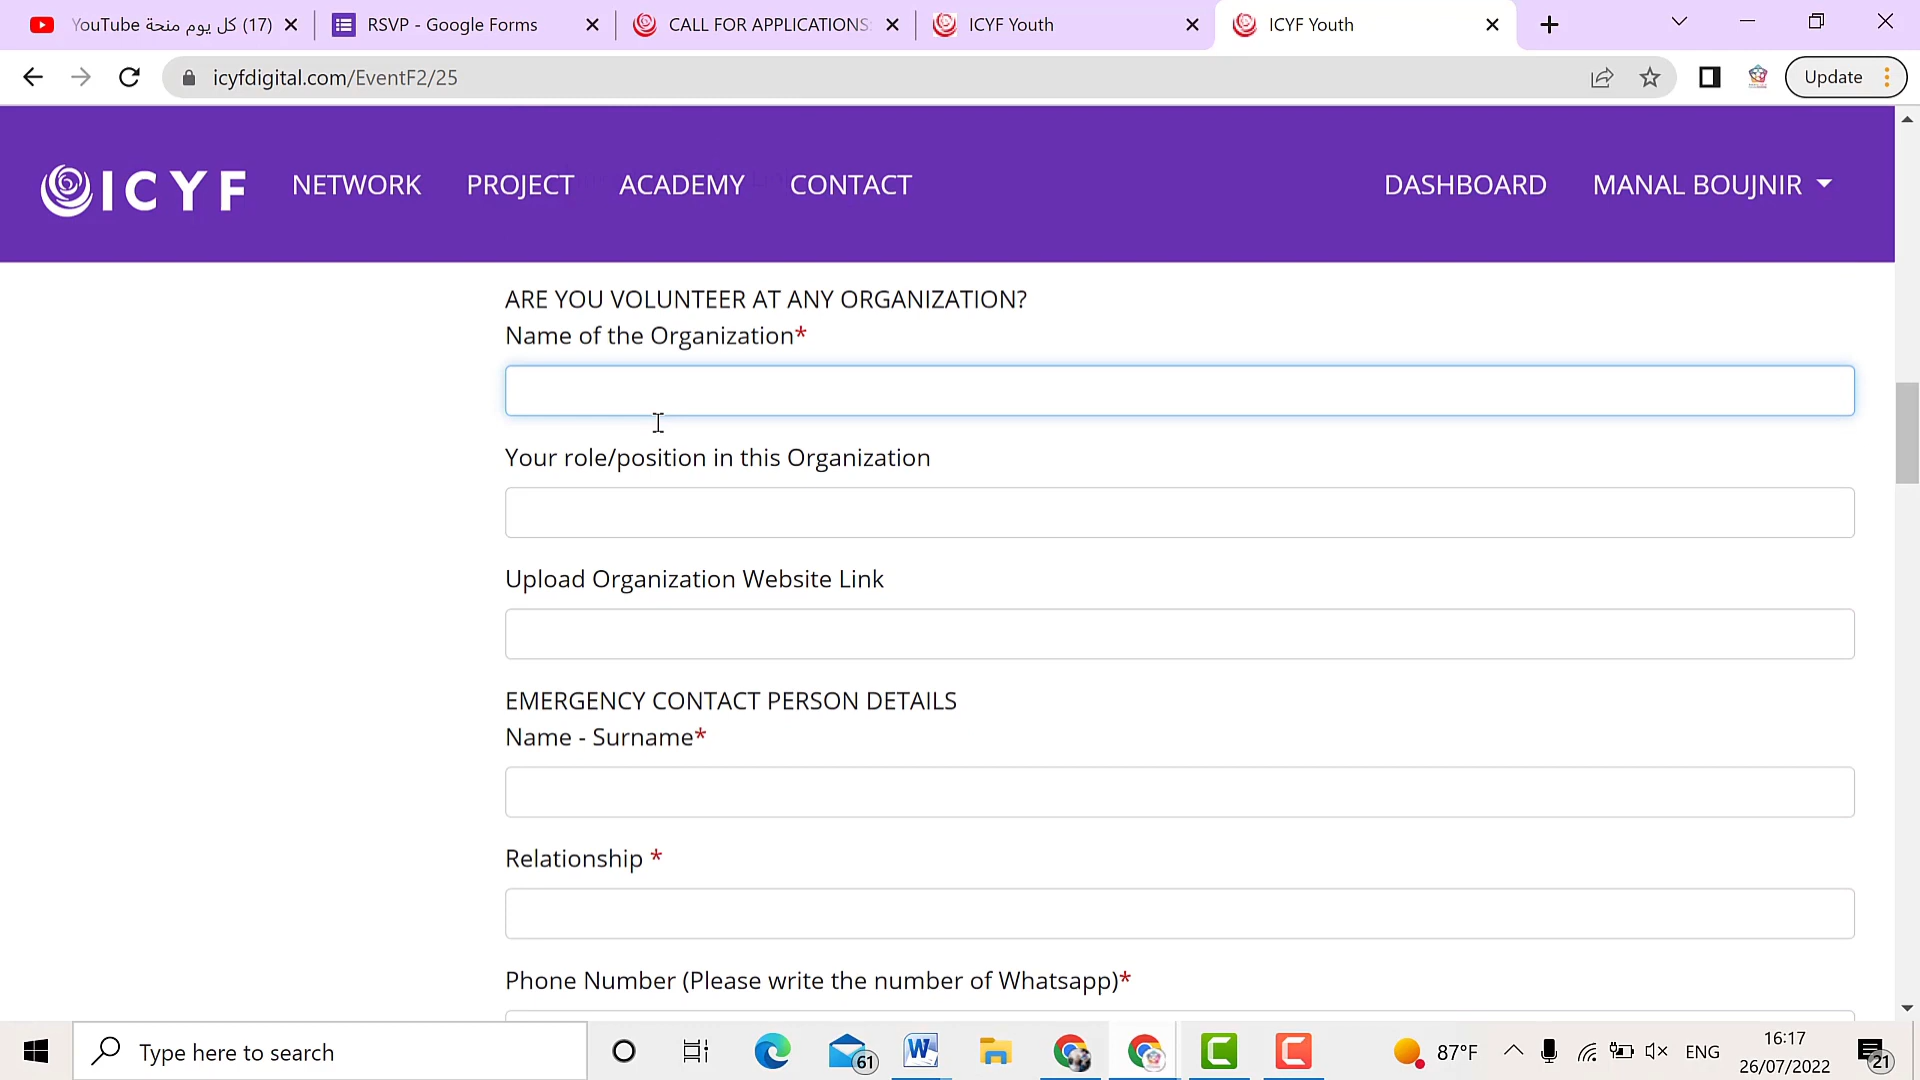 YouTube كل يوم منحة (17)
RSVP - Google Forms
CALL FOR APPLICATIONS:
ICYF Youth
ICYF Youth
icyfdigital.com/EventF2/25
Update
ICYF
NETWORK
PROJECT
ACADEMY
CONTACT
DASHBOARD
MANAL BOUJNIR
ARE YOU VOLUNTEER AT ANY ORGANIZATION?
Name of the Organization*
Your role/position in this Organization
Upload Organization Website Link
EMERGENCY CONTACT PERSON DETAILS
Name - Surname*
Relationship *
Phone Number (Please write the number of Whatsapp)*
Type here to search
61
87°F
ENG
16:17
26/07/2022
21